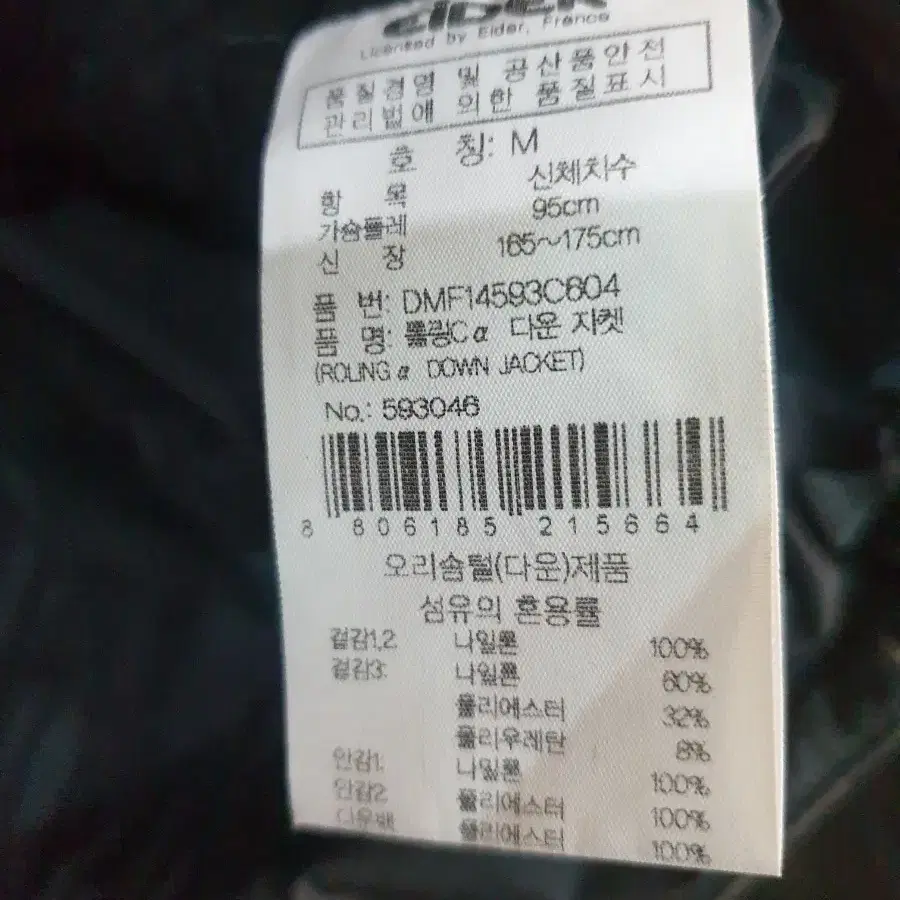 EIDER
Licensed by Eider, France
품질경영 및 공산품안전
관리법에 의한 품질표시
호 칭: M
항 목 신체치수
가슴둘레 95cm
신 장 165~175cm
품 번: DMF14593C604
품 명: 롤링Cα 다운 자켓
(ROLING α DOWN JACKET)
No.: 593046
8 806185 215664
오리솜털(다운)제품
섬유의 혼용률
겉감1,2: 나일론 100%
겉감3: 나일론 60%
폴리에스터 32%
폴리우레탄 8%
안감1: 나일론 100%
안감2 폴리에스터 100%
다운백 폴리에스터 100%